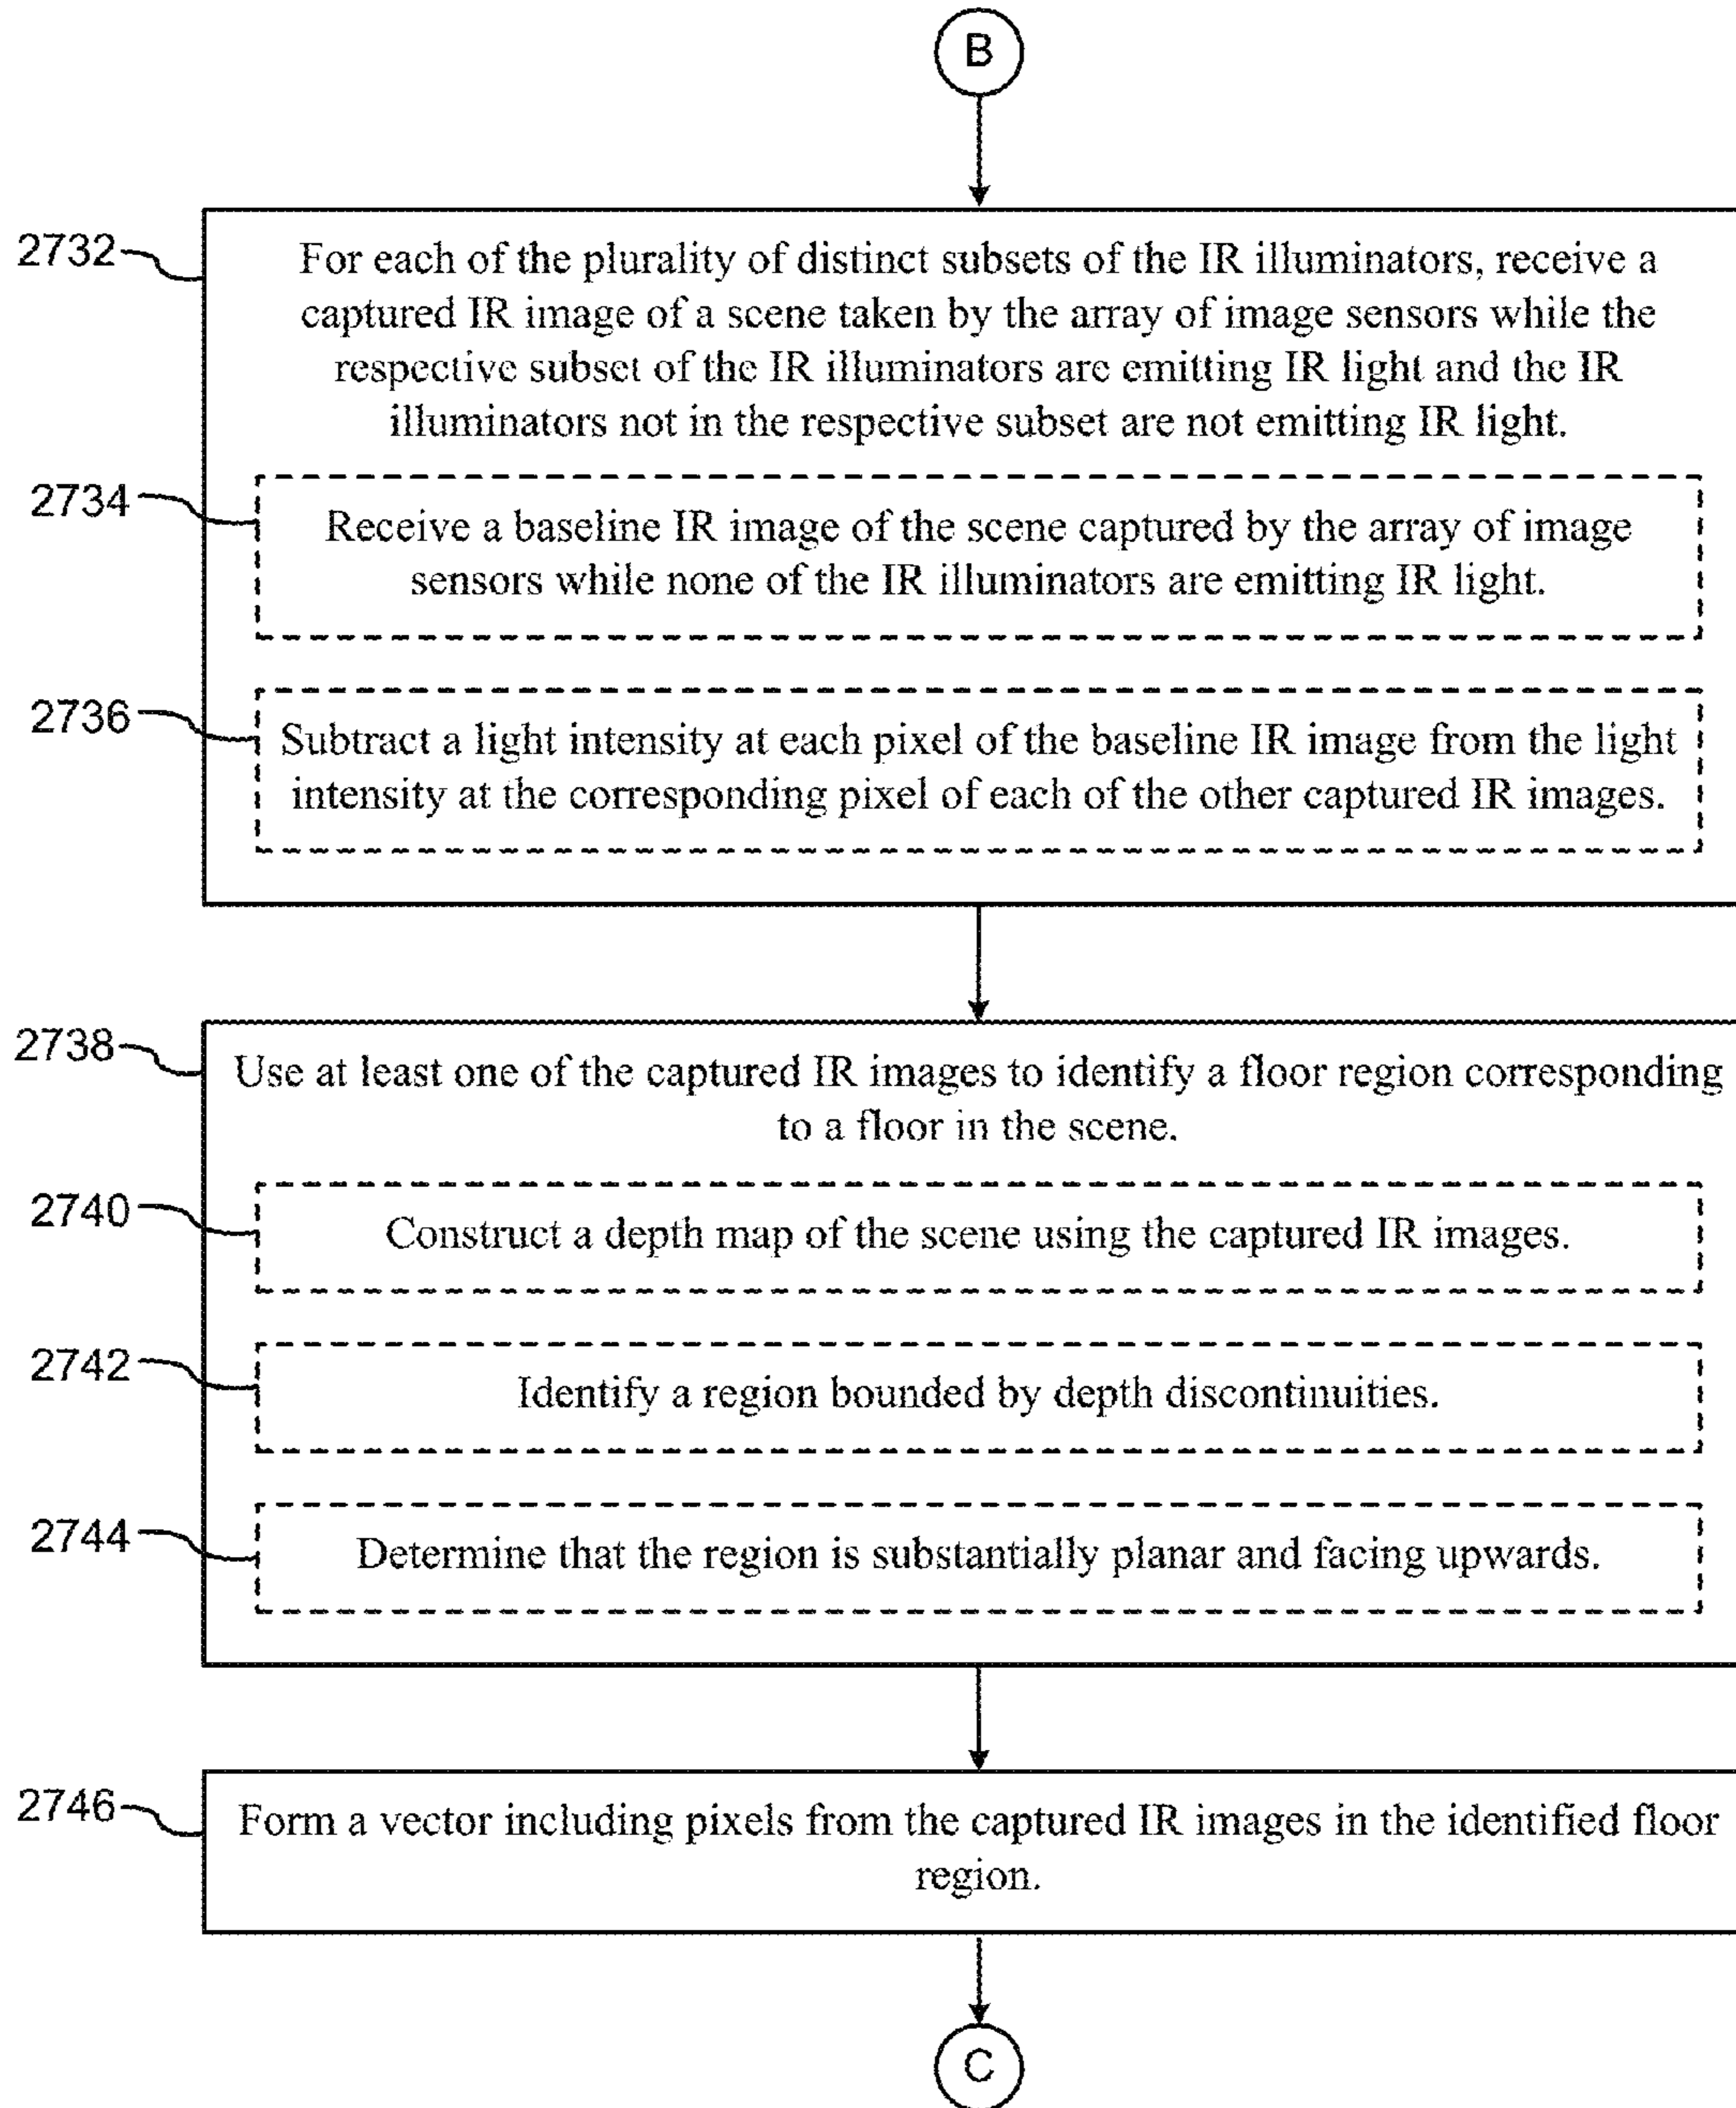 B
2732
For each of the plurality of distinct subsets of the IR illuminators, receive a
captured IR image of a scene taken by the array of image sensors while the
respective subset of the IR illuminators are emitting IR light and the IR
illuminators not in the respective subset are not emitting IR light.
2734
Receive a baseline IR image of the scene captured by the array of image
sensors while none of the IR illuminators are emitting IR light.
2736
Subtract a light intensity at each pixel of the baseline IR image from the light
intensity at the corresponding pixel of each of the other captured IR images.
2738
Use at least one of the captured IR images to identify a floor region corresponding
to a floor in the scene.
2740
Construct a depth map of the scene using the captured IR images.
2742
Identify a region bounded by depth discontinuities.
2744
Determine that the region is substantially planar and facing upwards.
2746
Form a vector including pixels from the captured IR images in the identified floor
region.
C